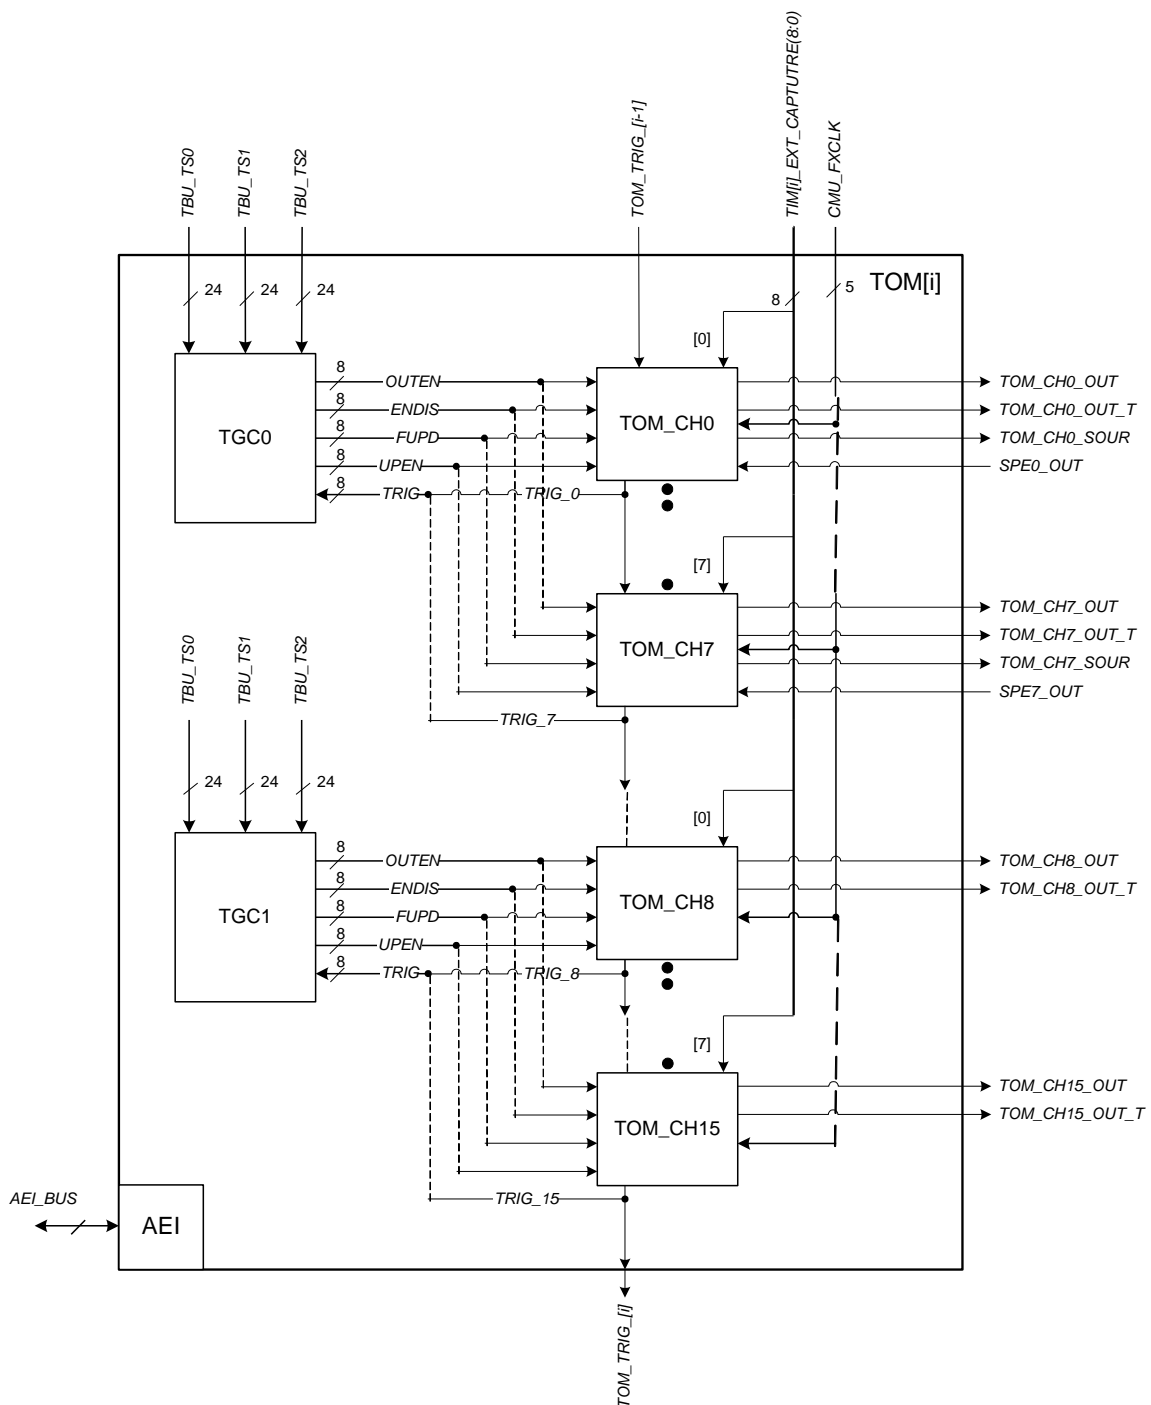 TIM[i]_EXT_CAPTUTRE(8:0)
TOM_TRIG_[i-1]
CMU_FXCLK
TBU_TS0
TBU_TS1
TBU_TS2
TOM[i]
24
24
24
8
5
[0]
8
OUTEN
TOM_CH0_OUT
8
ENDIS
TOM_CH0_OUT_T
TGC0
TOM_CH0
8
FUPD
TOM_CH0_SOUR
8
UPEN
SPE0_OUT
8
TRIG
TRIG_0
[7]
TOM_CH7_OUT
TOM_CH7_OUT_T
TOM_CH7
TOM_CH7_SOUR
SPE7_OUT
TRIG_7
TBU_TS0
TBU_TS1
TBU_TS2
24
24
24
[0]
8
OUTEN
TOM_CH8_OUT
8
ENDIS
TOM_CH8_OUT_T
TGC1
TOM_CH8
8
FUPD
8
UPEN
8
TRIG
TRIG_8
[7]
TOM_CH15_OUT
TOM_CH15_OUT_T
TOM_CH15
TRIG_15
AEI_BUS
AEI
TOM_TRIG_[i]